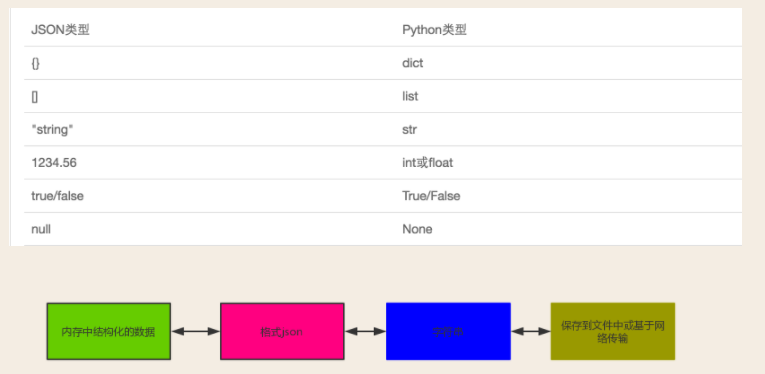 JSON类型 Python类型
{} dict
[] list
"string" str
1234.56 int或float
true/false True/False
null None
内存中结构化的数据 格式json 字符串 保存到文件中或基于网
络传输